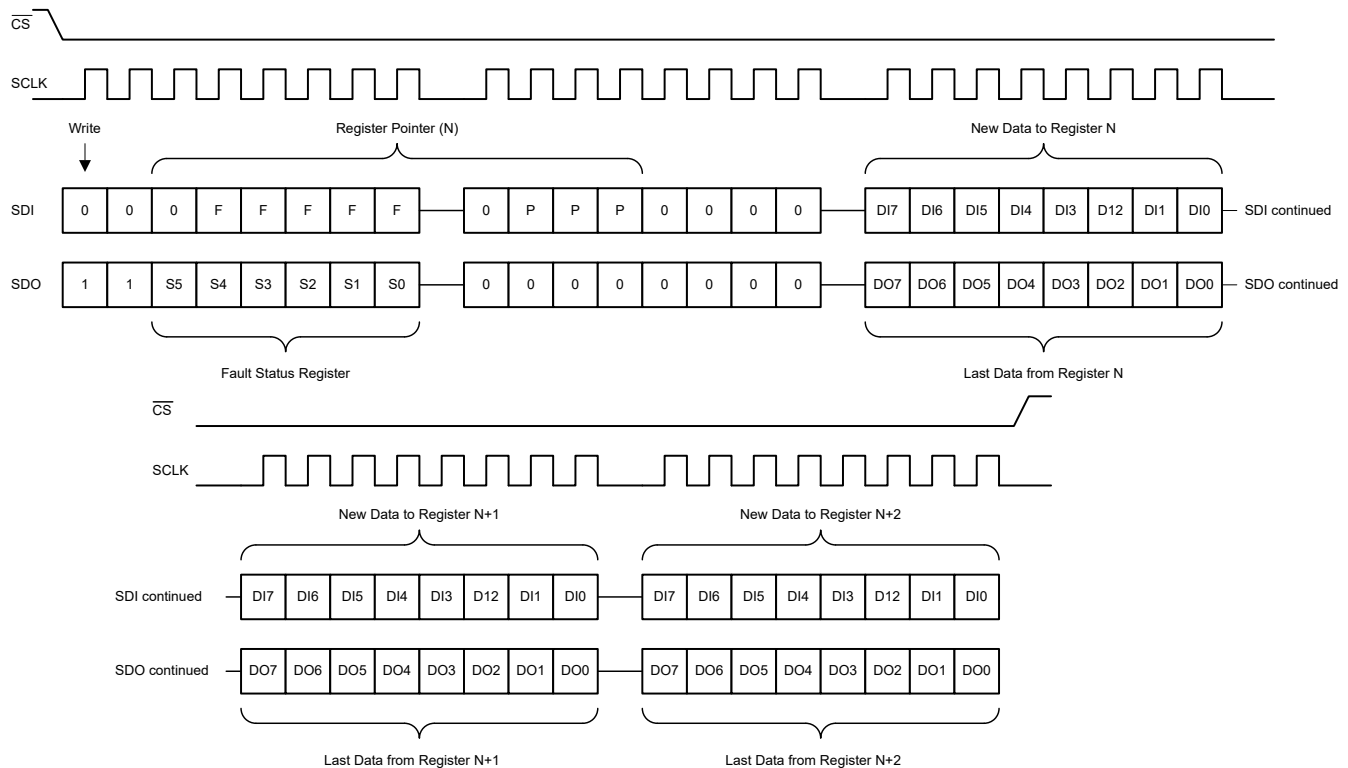 CS
SCLK
Write
Register Pointer (N)
New Data to Register N
SDI 0 0 0 F F F F F 0 P P P 0 0 0 0 DI7 DI6 DI5 DI4 DI3 D12 DI1 DI0 SDI continued
SDO 1 1 S5 S4 S3 S2 S1 S0 0 0 0 0 0 0 0 0 DO7 DO6 DO5 DO4 DO3 DO2 DO1 DO0 SDO continued
Fault Status Register
Last Data from Register N
CS
SCLK
New Data to Register N+1
New Data to Register N+2
SDI continued DI7 DI6 DI5 DI4 DI3 D12 DI1 DI0 DI7 DI6 DI5 DI4 DI3 D12 DI1 DI0
SDO continued DO7 DO6 DO5 DO4 DO3 DO2 DO1 DO0 DO7 DO6 DO5 DO4 DO3 DO2 DO1 DO0
Last Data from Register N+1
Last Data from Register N+2